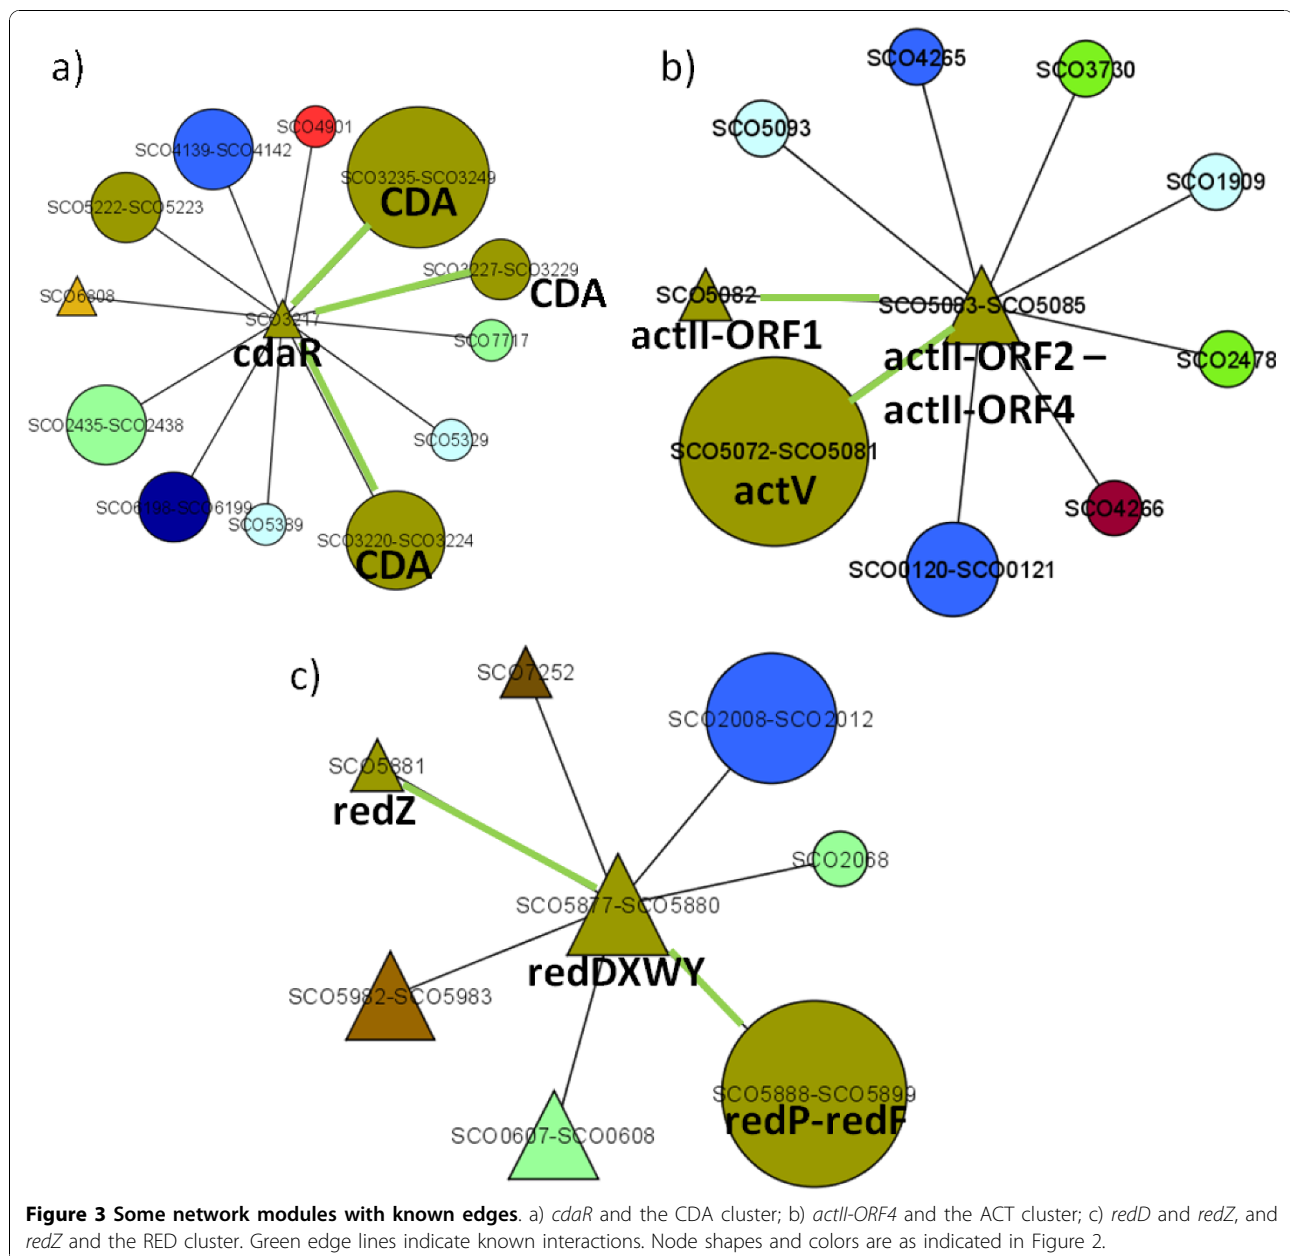 a)
SCO4901
SCO4139-SCO4142
SCO3235-SCO3249
CDA
SCO5222-SCO5223
SCO3227-SCO3229
CDA
SCO6808
SCO3217
cdaR
SCO7717
SCO2435-SCO2438
SCO5329
SCO6198-SCO6199
SCO5389
SCO3220-SCO3224
CDA
b)
SCO4265
SCO3730
SCO5093
SCO1909
SCO5082
actII-ORF1
SCO5083-SCO5085
actII-ORF2 –
actII-ORF4
SCO2478
SCO5072-SCO5081
actV
SCO4266
SCO0120-SCO0121
c)
SCO7252
SCO2008-SCO2012
SCO5881
redZ
SCO2068
SCO5877-SCO5880
redDXWY
SCO5982-SCO5983
SCO5888-SCO5899
redP-redF
SCO0607-SCO0608
Figure 3 Some network modules with known edges. a) cdaR and the CDA cluster; b) actII-ORF4 and the ACT cluster; c) redD and redZ, and
redZ and the RED cluster. Green edge lines indicate known interactions. Node shapes and colors are as indicated in Figure 2.